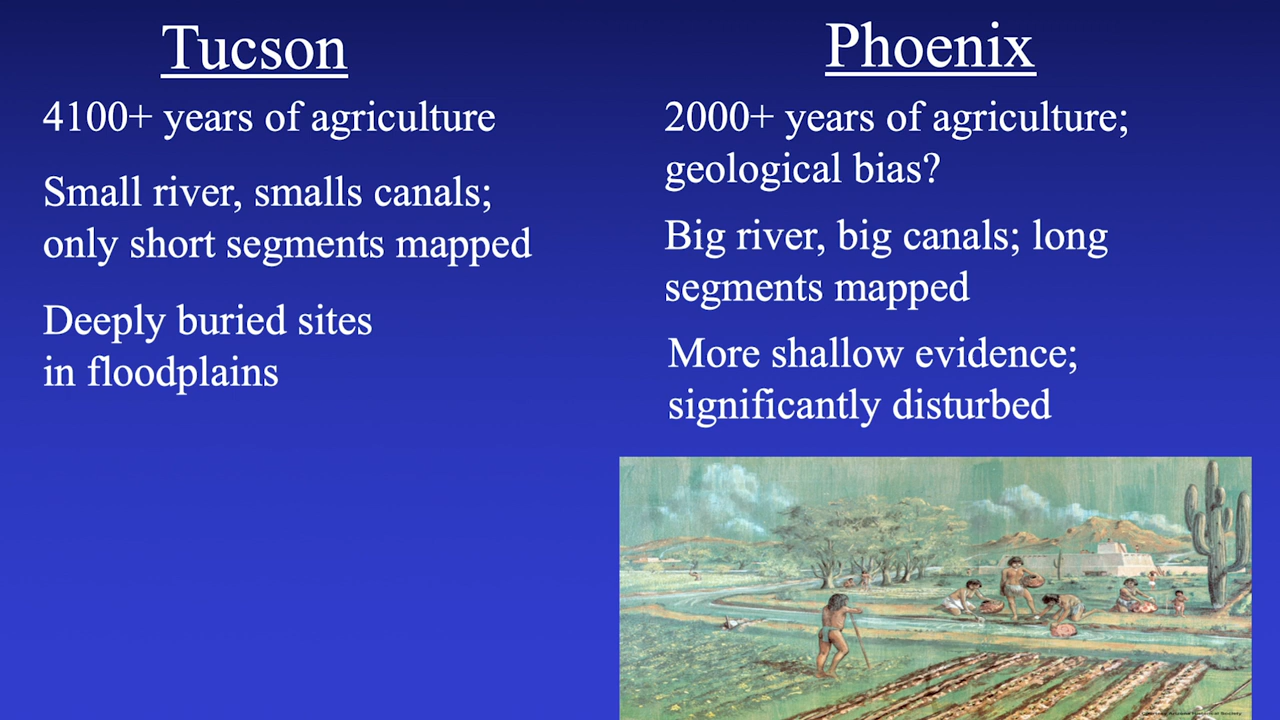 Tucson
4100+ years of agriculture
Small river, smalls canals;
only short segments mapped
Deeply buried sites
in floodplains
Phoenix
2000+ years of agriculture;
geological bias?
Big river, big canals; long
segments mapped
More shallow evidence;
significantly disturbed